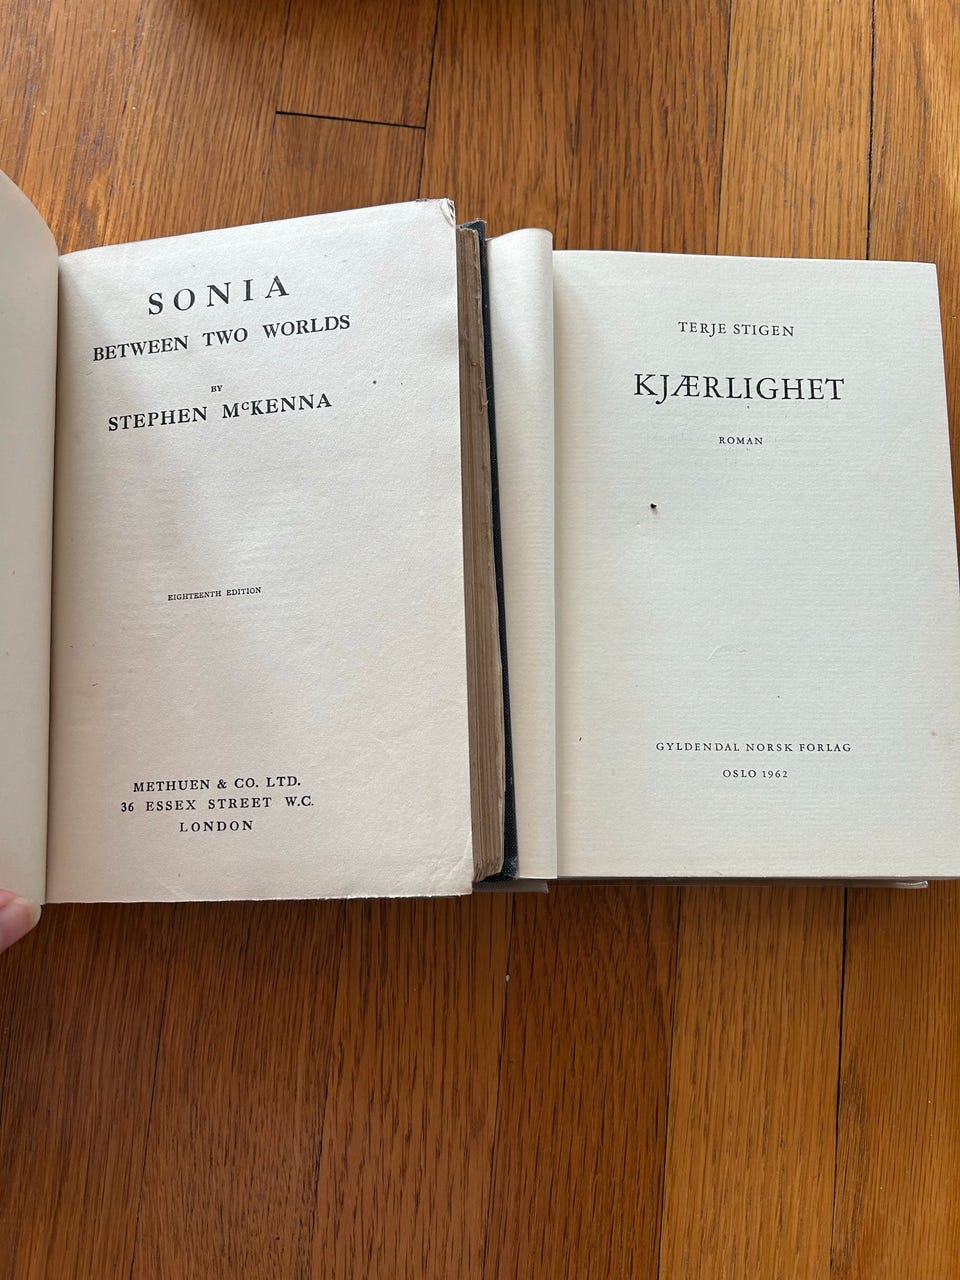 SONIA
BETWEEN TWO WORLDS
BY
STEPHEN McKENNA
EIGHTEENTH EDITION
METHUEN & CO. LTD.
36 ESSEX STREET W.C.
LONDON
TERJE STIGEN
KJÆRLIGHET
ROMAN
GYLDENDAL NORSK FORLAG
OSLO 1962